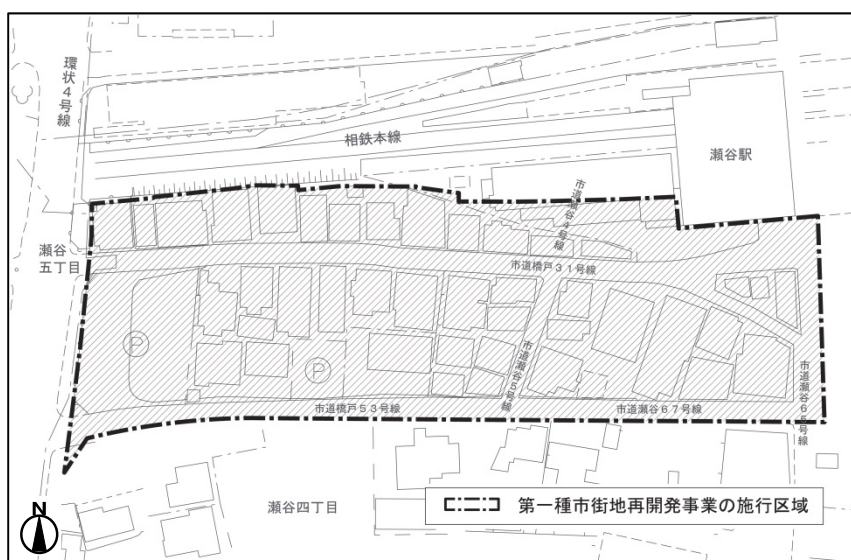 環状4号線
相鉄本線
瀬谷駅
市道瀬谷4号線
瀬谷
五丁目
市道橋戸31号線
P
P
市道瀬谷5号線
市道瀬谷65号線
市道橋戸53号線
市道瀬谷67号線
瀬谷四丁目
N
第一種市街地再開発事業の施行区域